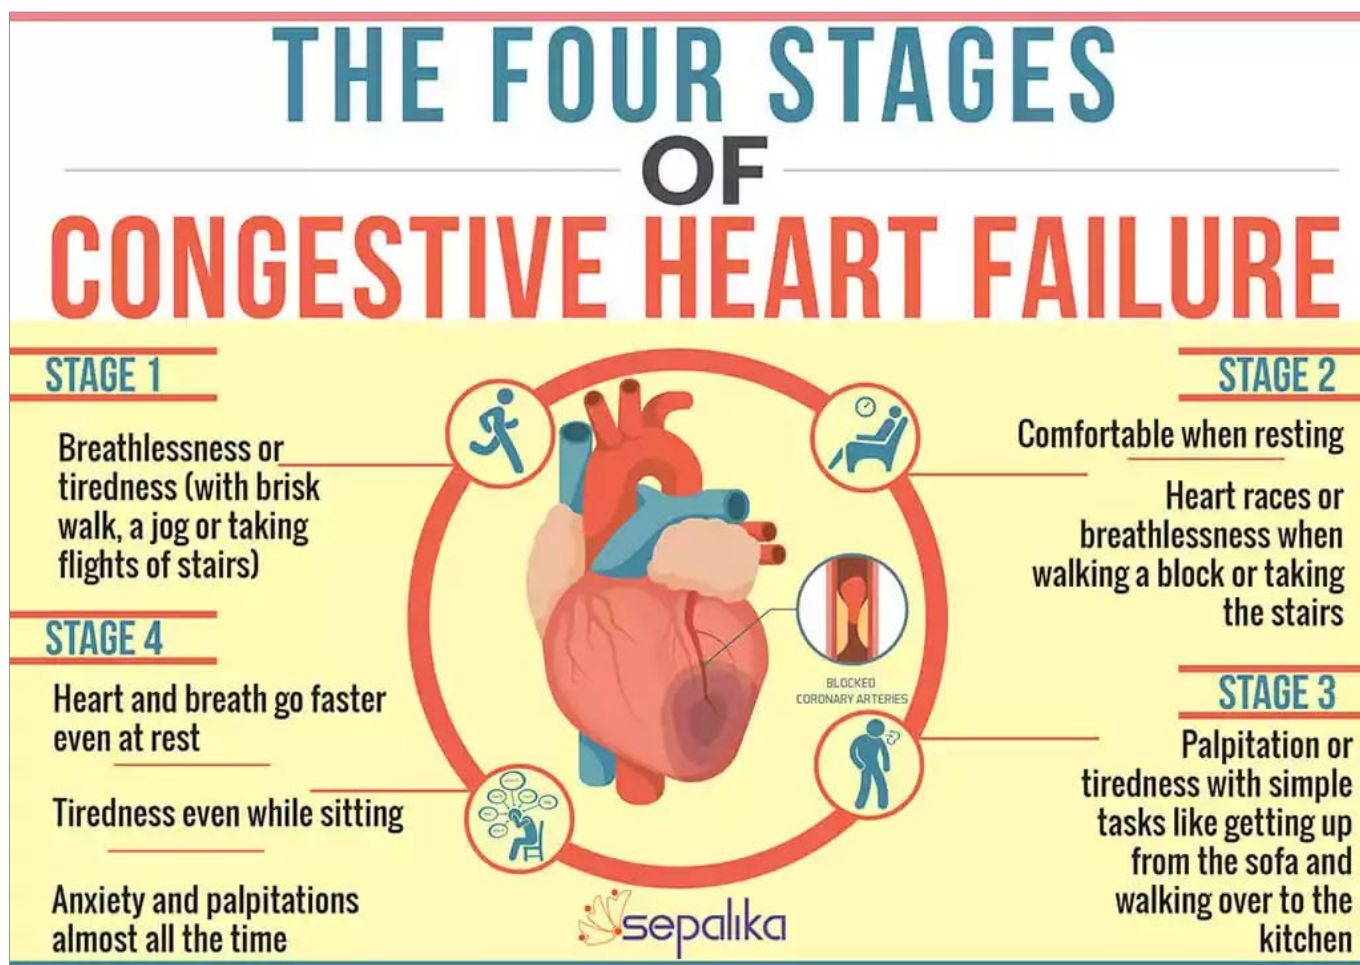 THE FOUR STAGES
OF
CONGESTIVE HEART FAILURE
STAGE 1
Breathlessness or
tiredness (with brisk
walk, a jog or taking
flights of stairs)
STAGE 2
Comfortable when resting
Heart races or
breathlessness when
walking a block or taking
the stairs
BLOCKED
CORONARY ARTERIES
STAGE 3
Palpitation or
tiredness with simple
tasks like getting up
from the sofa and
walking over to the
kitchen
STAGE 4
Heart and breath go faster
even at rest
Tiredness even while sitting
Anxiety and palpitations
almost all the time
sepalika